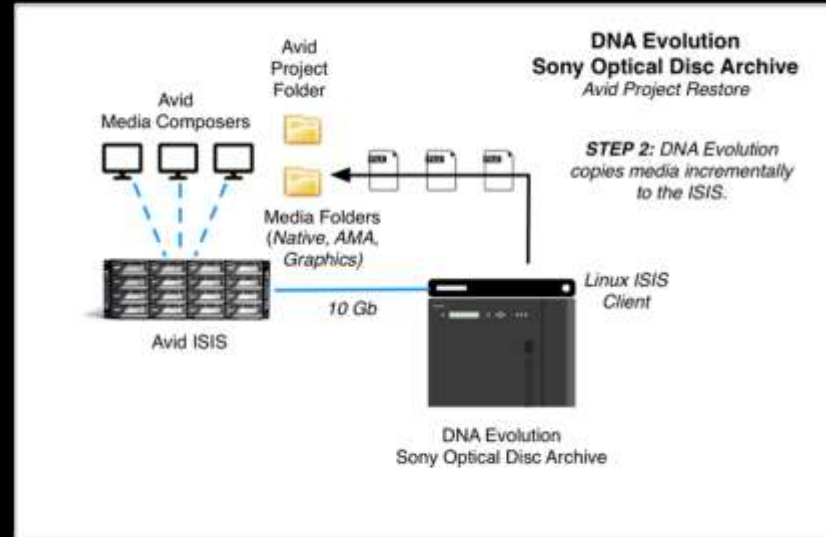 DNA Evolution
Sony Optical Disc Archive
Avid Project Restore
Avid
Project
Folder
Avid
Media Composers
STEP 2: DNA Evolution
copies media incrementally
to the ISIS.
Media Folders
(Native, AMA,
Graphics)
Linux ISIS
Client
10 Gb
Avid ISIS
DNA Evolution
Sony Optical Disc Archive